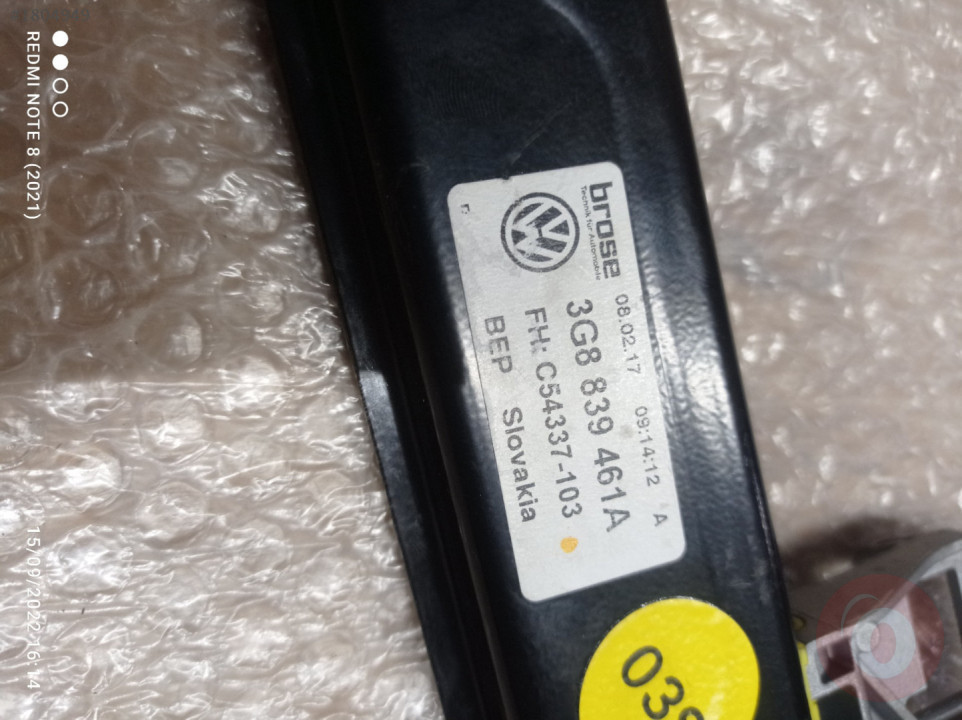 brose
Technik für Automobile
08.02.17 09:14:12 A
3G8 839 461A
FH: C54337-103
BEP Slovakia
REDMI NOTE 8 (2021)
15/09/2022 16:14